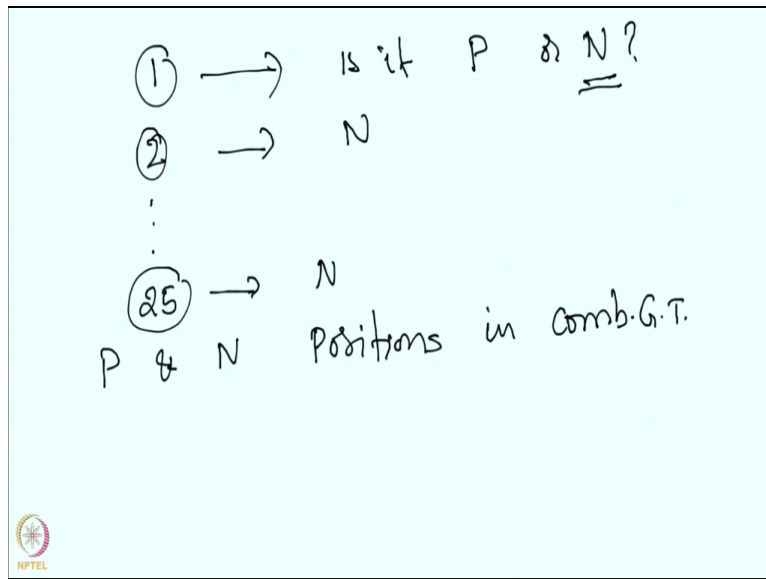 1 → Is it P or N?
2 → N
⋮
25 → N
P & N Positions in Comb. G. T.
NPTEL